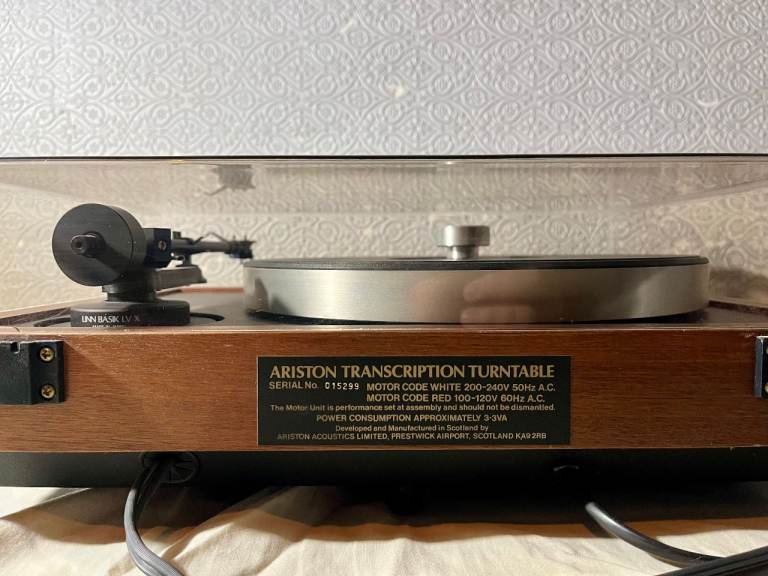 LINN BASIK LV X
ARISTON TRANSCRIPTION TURNTABLE
SERIAL No. 015299 MOTOR CODE WHITE 200-240V 50Hz A.C.
MOTOR CODE RED 100-120V 60Hz A.C.
The Motor Unit is performance set at assembly and should not be dismantled.
POWER CONSUMPTION APPROXIMATELY 3·3VA
Developed and Manufactured in Scotland by
ARISTON ACOUSTICS LIMITED, PRESTWICK AIRPORT, SCOTLAND KA9 2RB